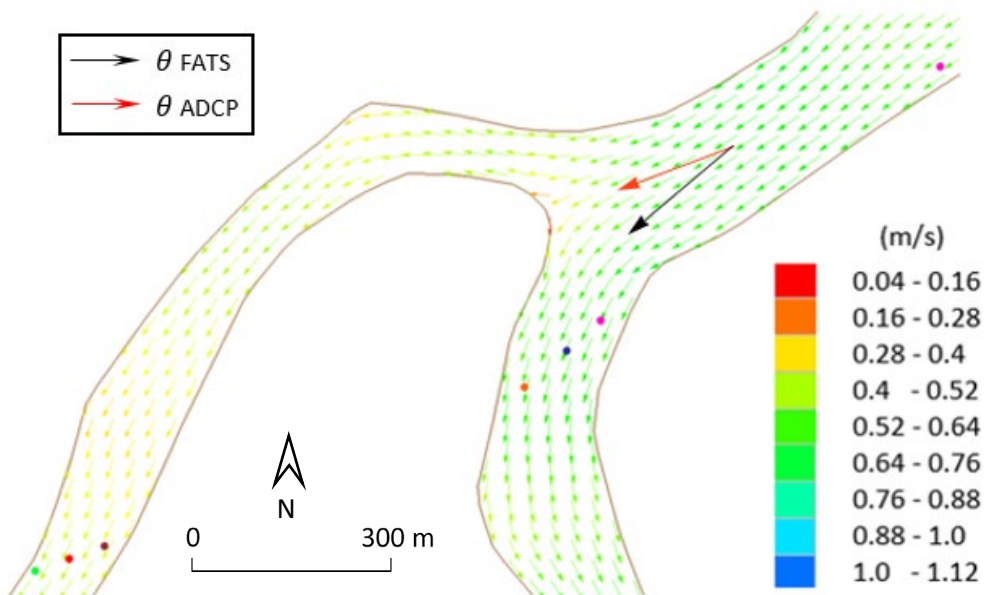 θ FATS
θ ADCP
(m/s)
0.04 - 0.16
0.16 - 0.28
0.28 - 0.4
0.4 - 0.52
0.52 - 0.64
0.64 - 0.76
0.76 - 0.88
0.88 - 1.0
1.0 - 1.12
N
0 300 m